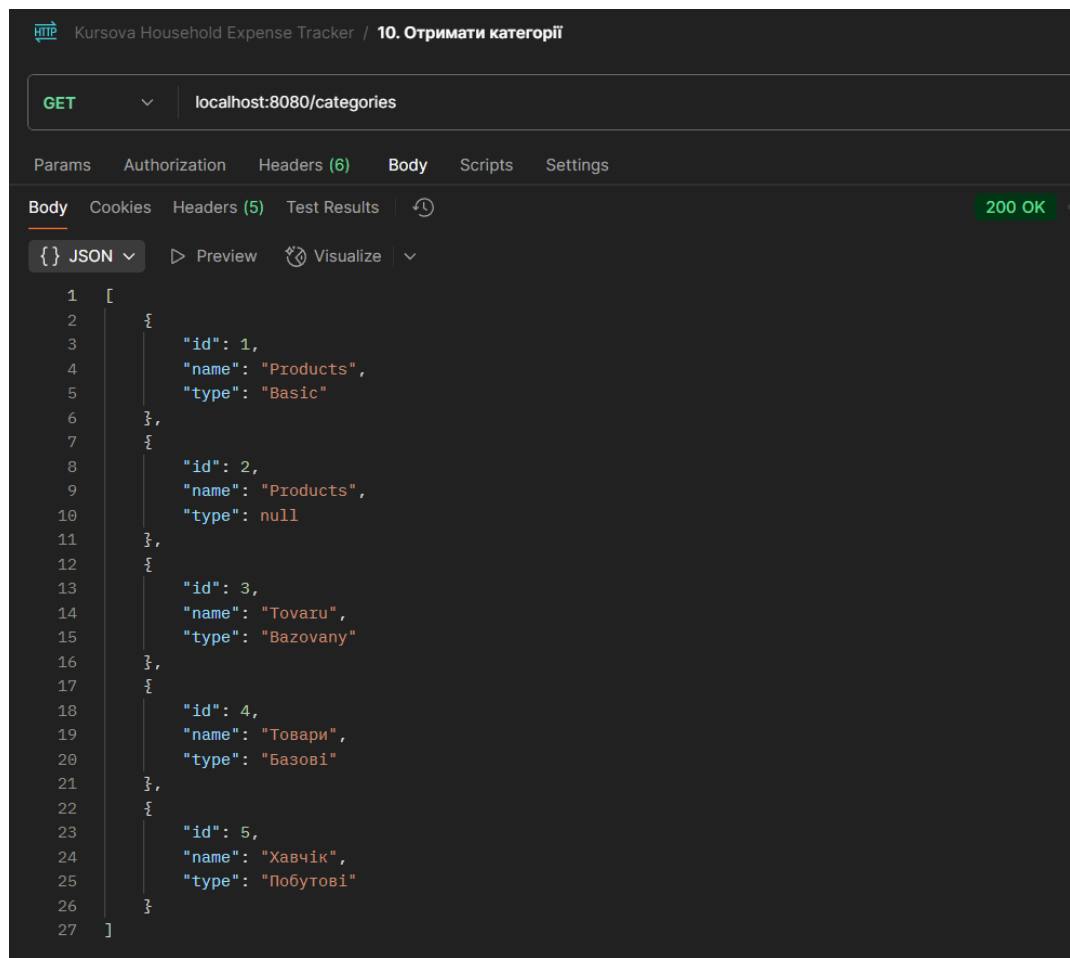 HTTP Kursova Household Expense Tracker / 10. Отримати категорії
GET localhost:8080/categories
Params Authorization Headers (6) Body Scripts Settings
Body Cookies Headers (5) Test Results 200 OK
{} JSON Preview Visualize
1 [
2 {
3 "id": 1,
4 "name": "Products",
5 "type": "Basic"
6 },
7 {
8 "id": 2,
9 "name": "Products",
10 "type": null
11 },
12 {
13 "id": 3,
14 "name": "Tovaru",
15 "type": "Bazovany"
16 },
17 {
18 "id": 4,
19 "name": "Товари",
20 "type": "Базові"
21 },
22 {
23 "id": 5,
24 "name": "Хавчік",
25 "type": "Побутові"
26 }
27 ]